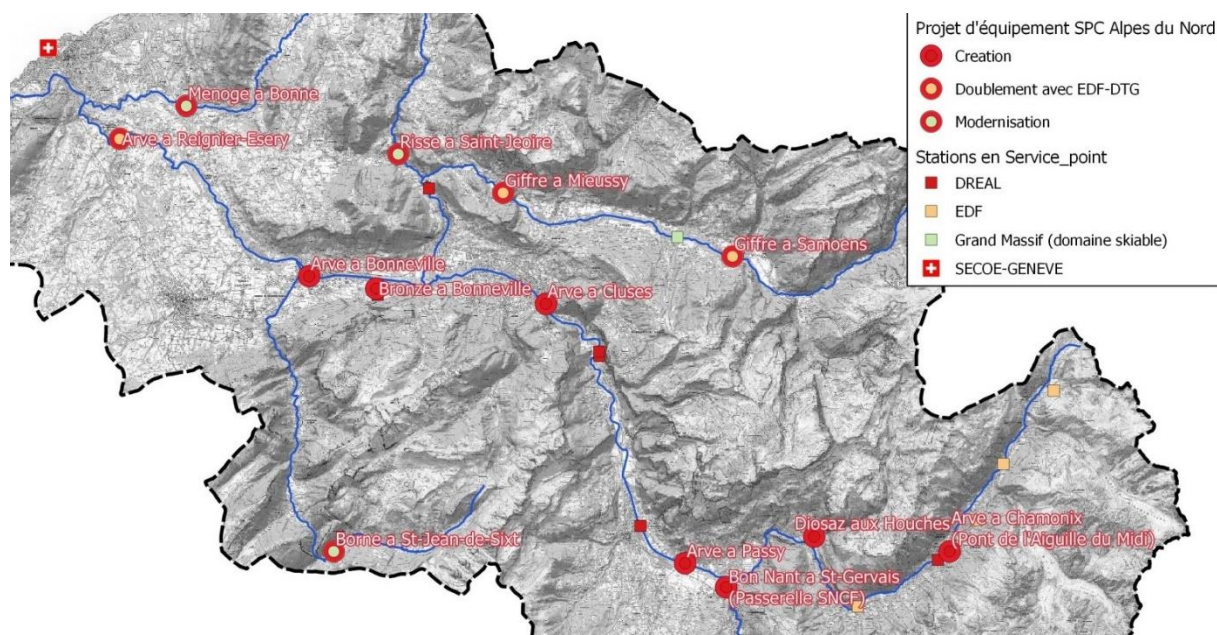 Projet d'équipement SPC Alpes du Nord
Creation
Doublement avec EDF-DTG
Modernisation
Stations en Service_point
DREAL
EDF
Grand Massif (domaine skiable)
SECOE-GENEVE
Menoge a Bonne
Arve a Reignier-Esery
Risse a Saint-Jeoire
Giffre a Mieussy
Giffre a Samoens
Arve a Bonneville
Bronze a Bonneville
Arve a Cluses
Borne a St-Jean-de-Sixt
Diosaz aux Houches
Arve a Chamonix
(Pont de l'Aiguille du Midi)
Arve a Passy
Bon Nant a St-Gervais
(Passerelle SNCF)